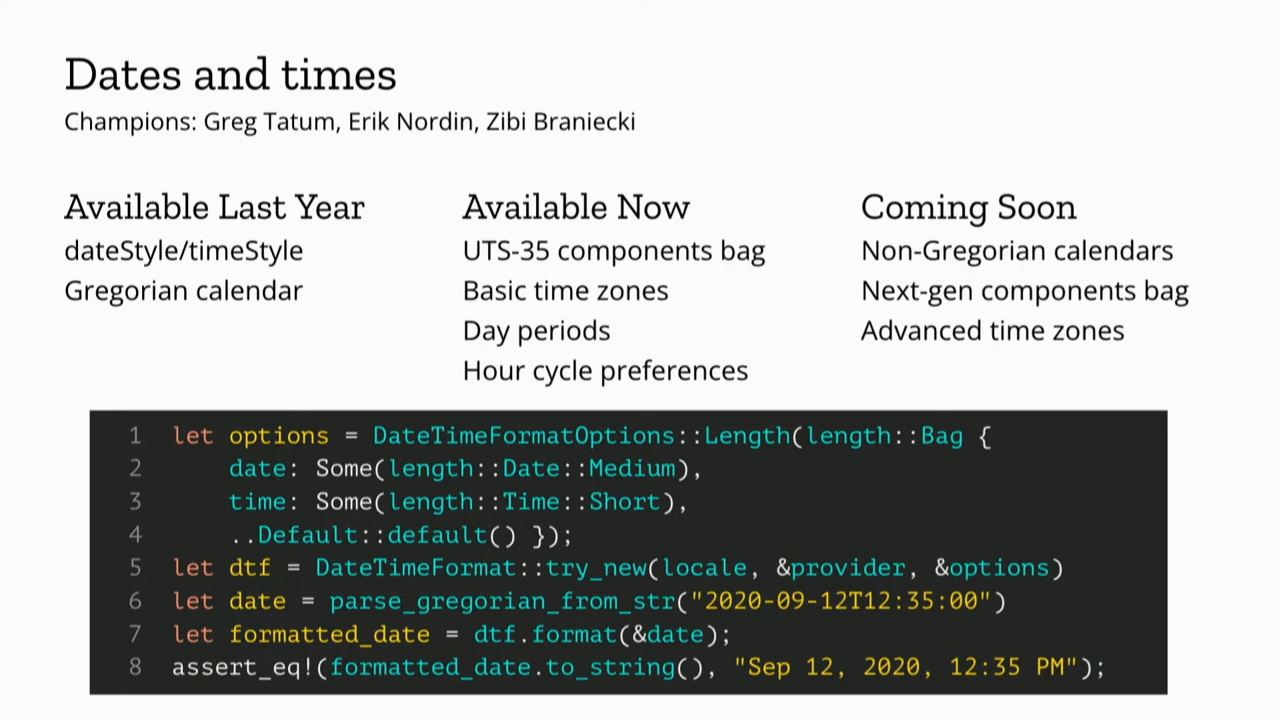 Dates and times
Champions: Greg Tatum, Erik Nordin, Zibi Braniecki
Available Last Year
dateStyle/timeStyle
Gregorian calendar
Available Now
UTS-35 components bag
Basic time zones
Day periods
Hour cycle preferences
Coming Soon
Non-Gregorian calendars
Next-gen components bag
Advanced time zones
1 let options = DateTimeFormatOptions::Length(length::Bag {
2     date: Some(length::Date::Medium),
3     time: Some(length::Time::Short),
4     ..Default::default() });
5 let dtf = DateTimeFormat::try_new(locale, &provider, &options)
6 let date = parse_gregorian_from_str("2020-09-12T12:35:00")
7 let formatted_date = dtf.format(&date);
8 assert_eq!(formatted_date.to_string(), "Sep 12, 2020, 12:35 PM");